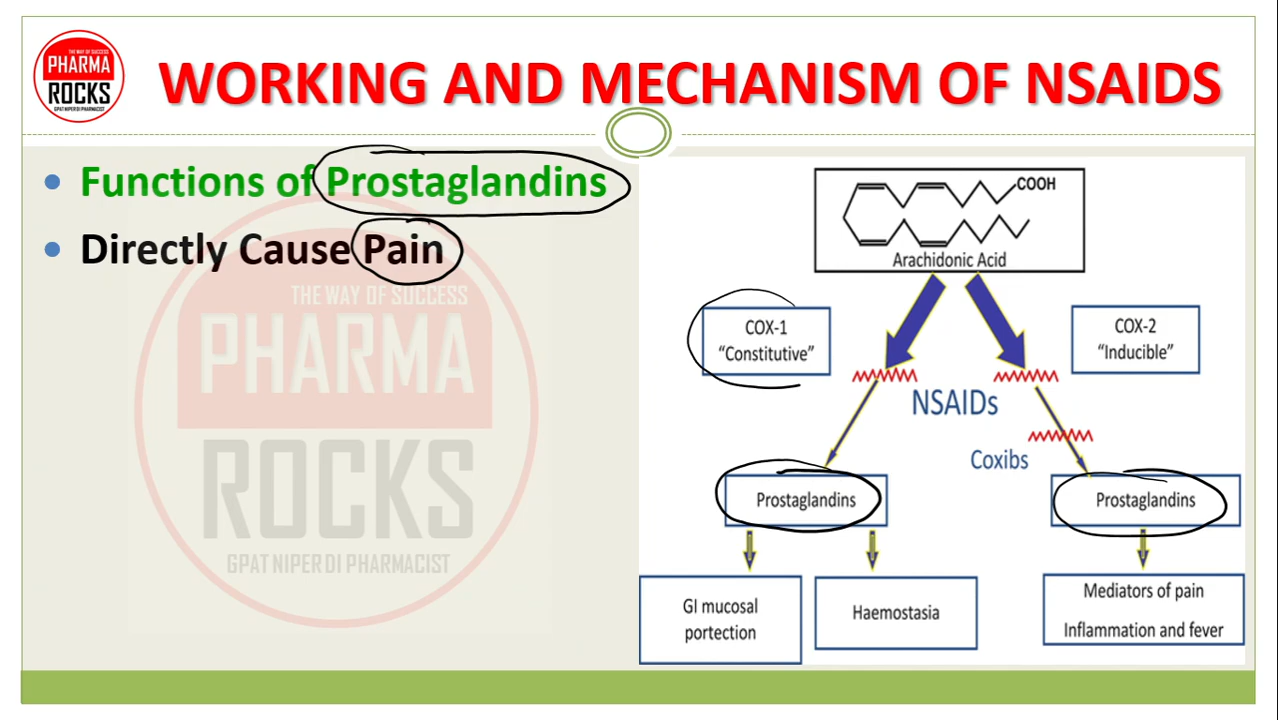 THE WAY OF SUCCESS
PHARMA
ROCKS
GPAT NIPER DI PHARMACIST
WORKING AND MECHANISM OF NSAIDS
• Functions of Prostaglandins
• Directly Cause Pain
THE WAY OF SUCCESS
PHARMA
ROCKS
GPAT NIPER DI PHARMACIST
COOH
Arachidonic Acid
COX-1
“Constitutive”
COX-2
“Inducible”
NSAIDs
Coxibs
Prostaglandins
Prostaglandins
GI mucosal
portection
Haemostasia
Mediators of pain
Inflammation and fever